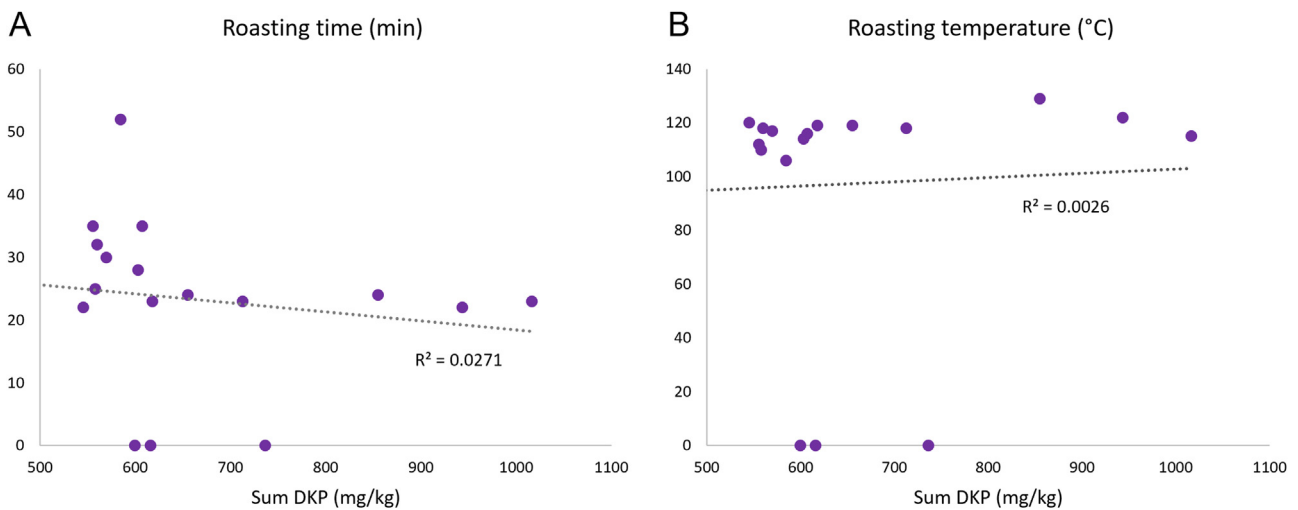 A
Roasting time (min)
60
50
40
30
20
10
0
R² = 0.0271
500 600 700 800 900 1000 1100
Sum DKP (mg/kg)
B
Roasting temperature (°C)
140
120
100
80
60
40
20
0
R² = 0.0026
500 600 700 800 900 1000 1100
Sum DKP (mg/kg)